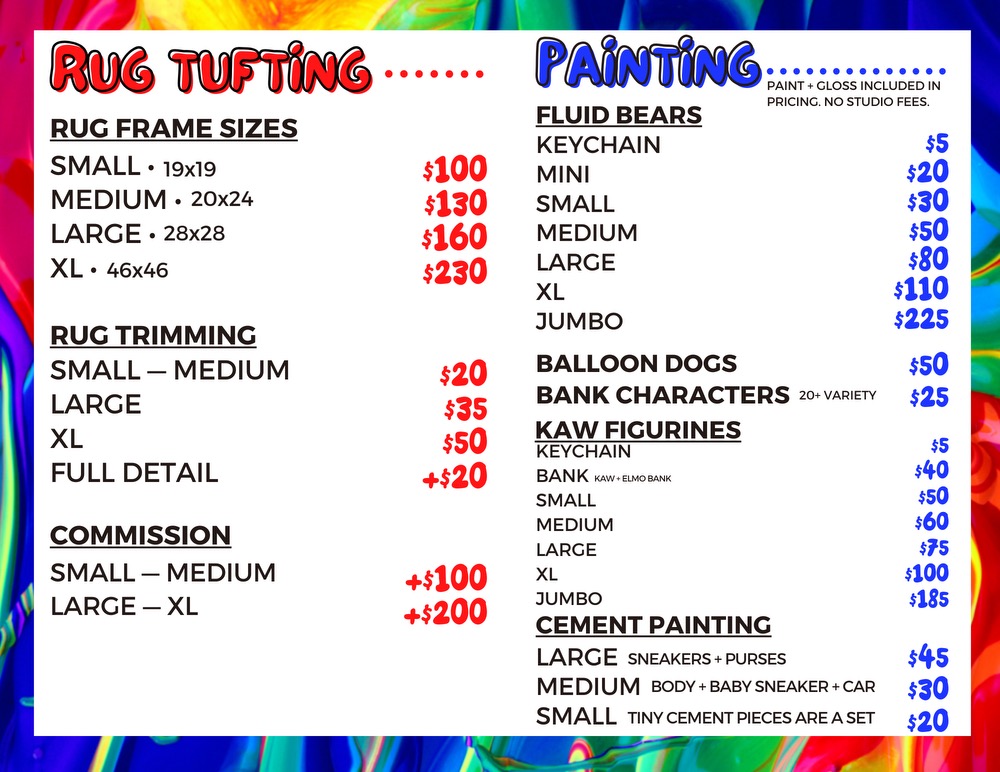 RUG TUFTING
RUG FRAME SIZES
SMALL • 19x19 $100
MEDIUM • 20x24 $130
LARGE • 28x28 $160
XL • 46x46 $230
RUG TRIMMING
SMALL — MEDIUM $20
LARGE $35
XL $50
FULL DETAIL +$20
COMMISSION
SMALL — MEDIUM +$100
LARGE — XL +$200
PAINTING
PAINT + GLOSS INCLUDED IN
PRICING. NO STUDIO FEES.
FLUID BEARS
KEYCHAIN $5
MINI $20
SMALL $30
MEDIUM $50
LARGE $80
XL $110
JUMBO $225
BALLOON DOGS $50
BANK CHARACTERS 20+ VARIETY $25
KAW FIGURINES
KEYCHAIN $5
BANK KAW + ELMO BANK $40
SMALL $50
MEDIUM $60
LARGE $75
XL $100
JUMBO $185
CEMENT PAINTING
LARGE SNEAKERS + PURSES $45
MEDIUM BODY + BABY SNEAKER + CAR $30
SMALL TINY CEMENT PIECES ARE A SET $20